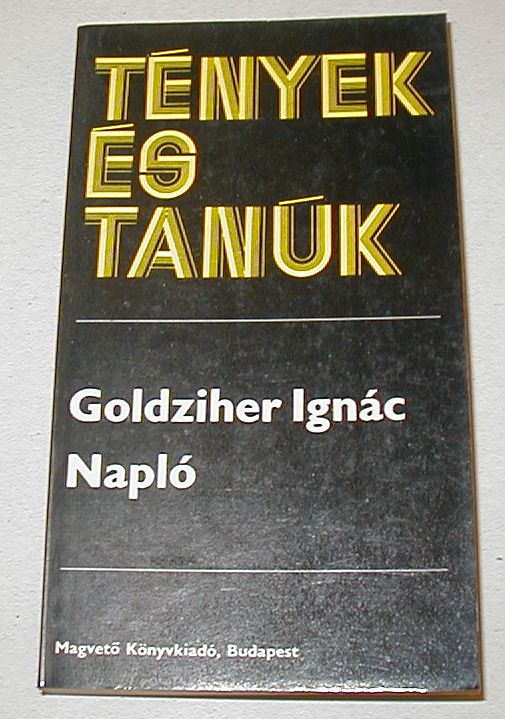 TÉNYEK
ÉS
TANÚK
Goldziher Ignác
Napló
Magvető Könyvkiadó, Budapest